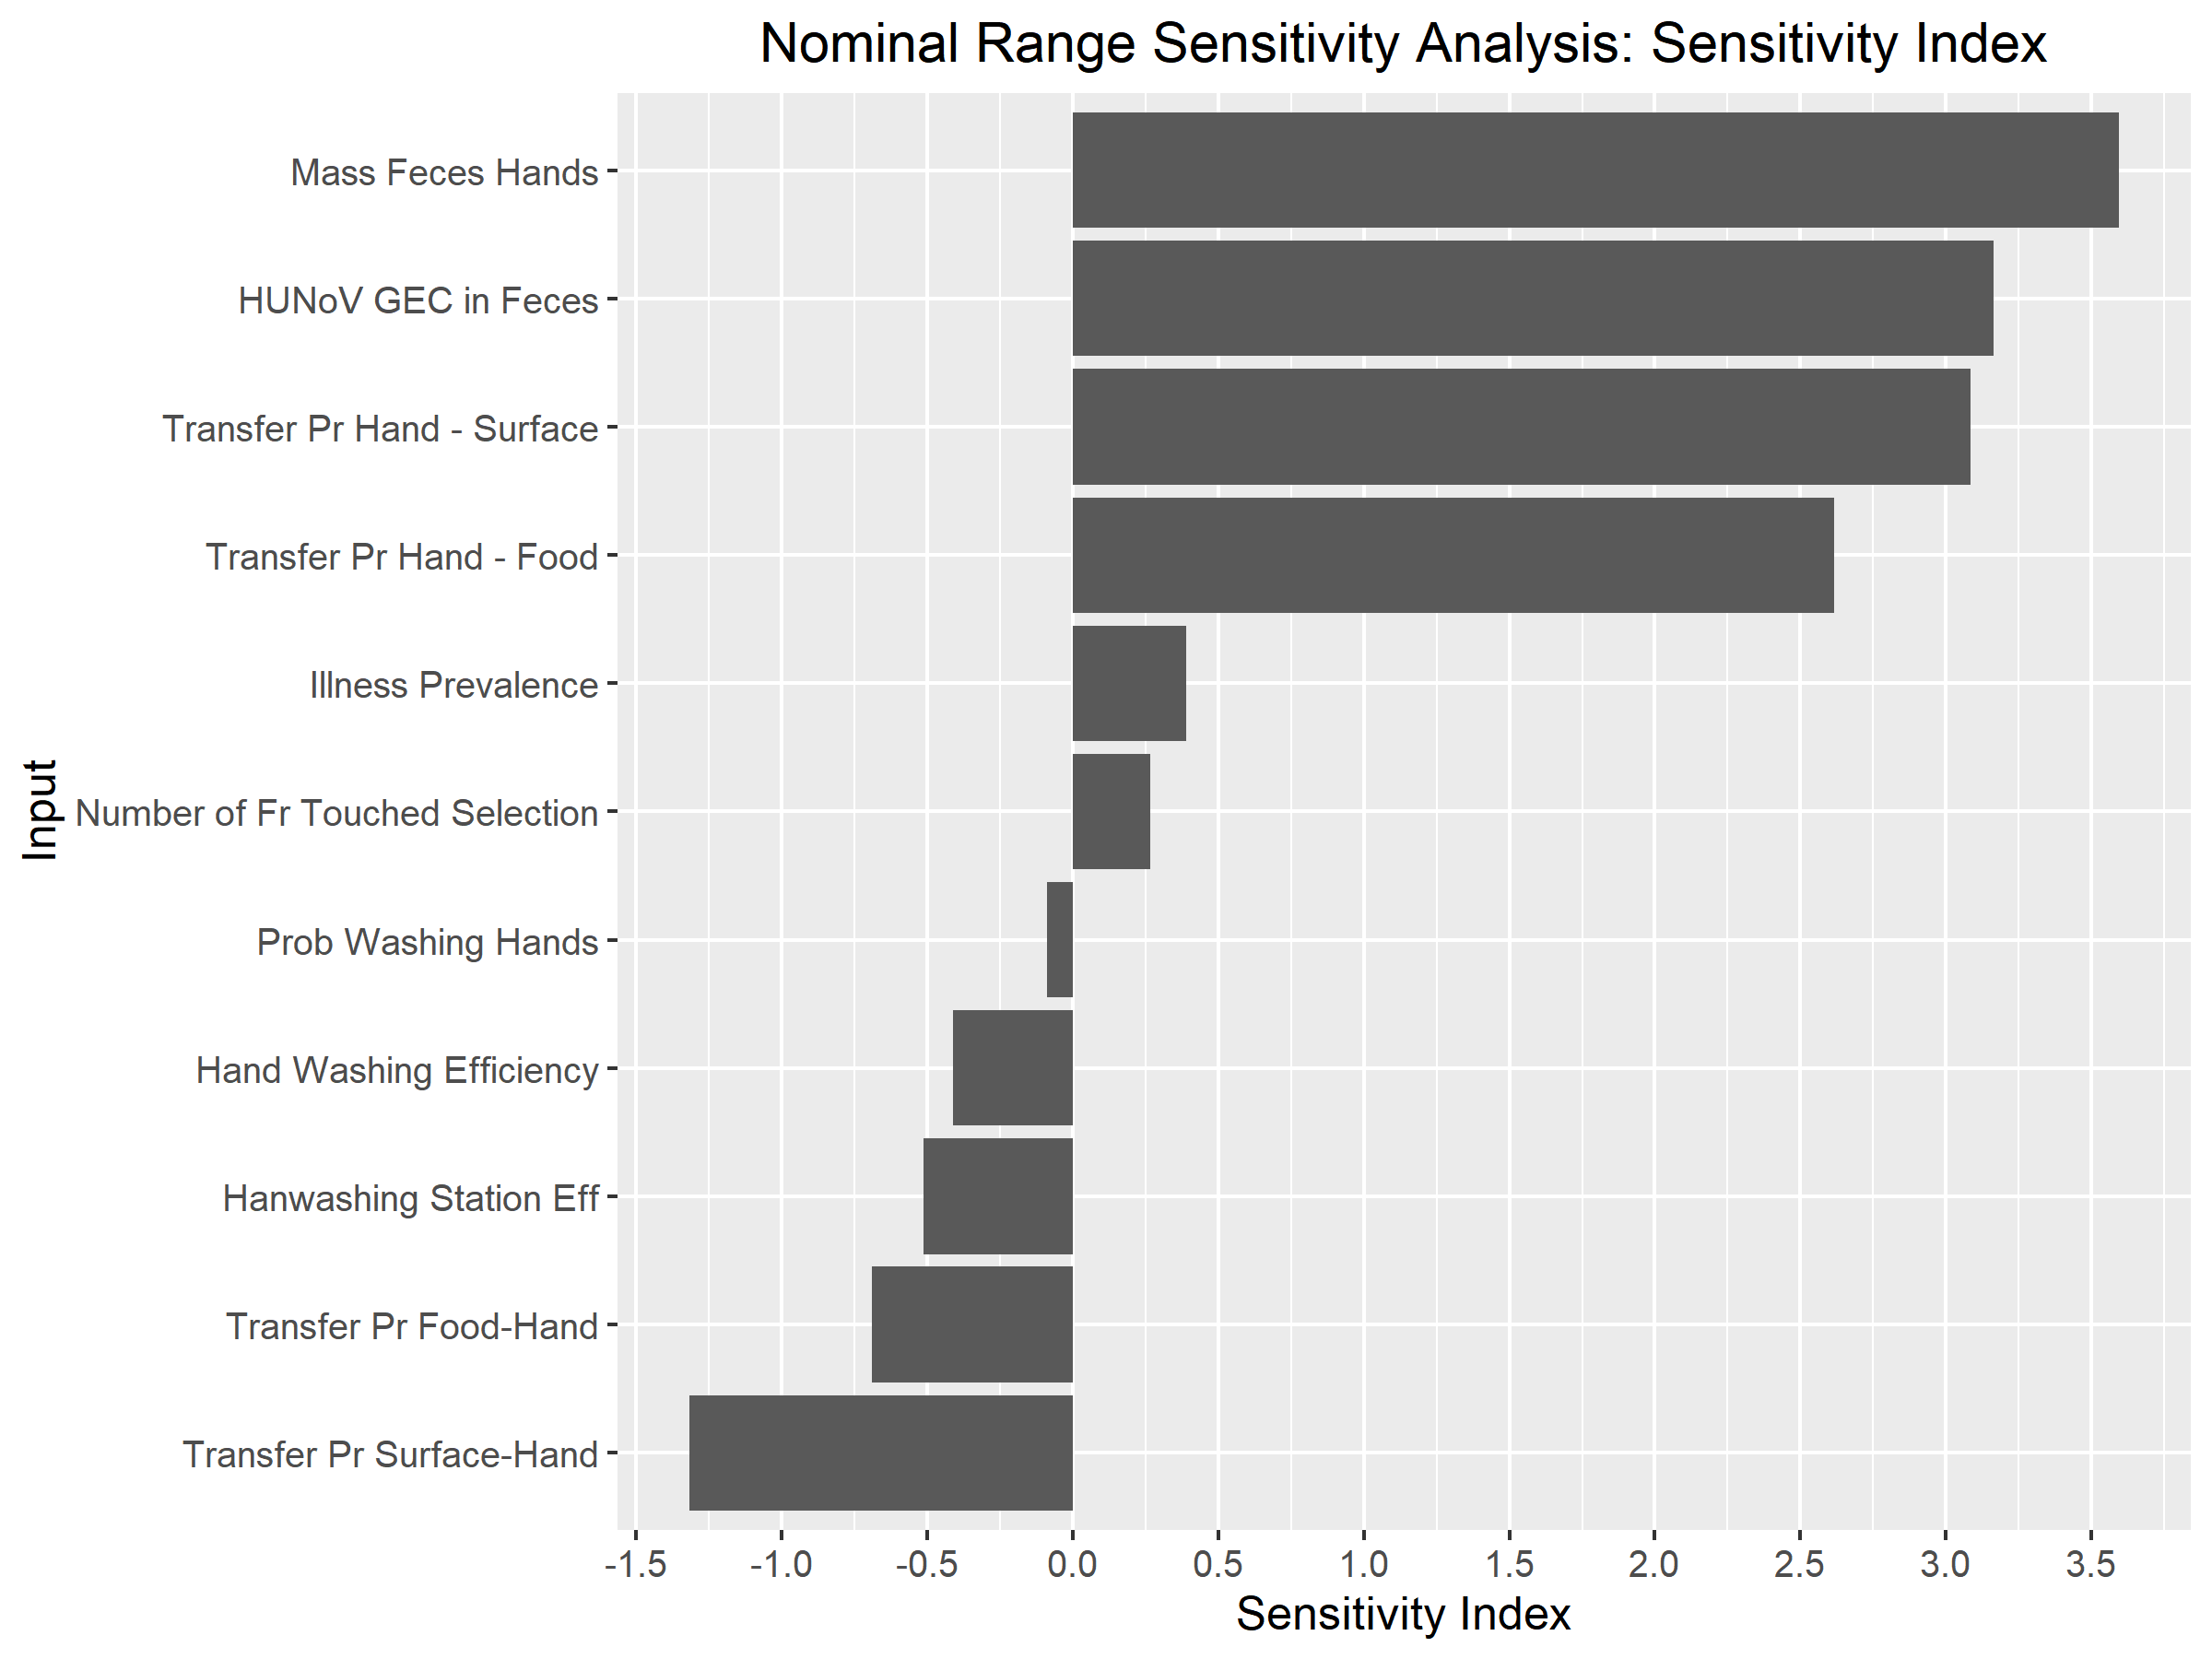 Nominal Range Sensitivity Analysis: Sensitivity Index
Mass Feces Hands
HUNoV GEC in Feces
Transfer Pr Hand - Surface
Transfer Pr Hand - Food
Illness Prevalence
Number of Fr Touched Selection
Prob Washing Hands
Hand Washing Efficiency
Hanwashing Station Eff
Transfer Pr Food-Hand
Transfer Pr Surface-Hand
Input
-1.5 -1.0 -0.5 0.0 0.5 1.0 1.5 2.0 2.5 3.0 3.5
Sensitivity Index